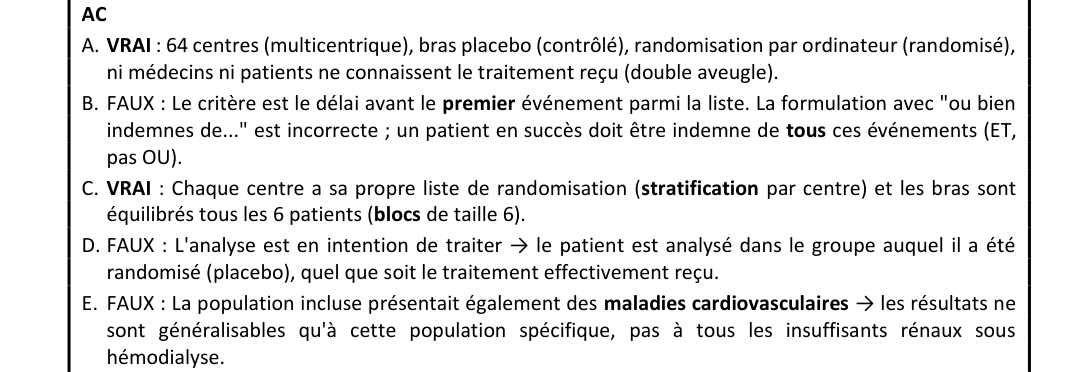 AC
A. VRAI : 64 centres (multicentrique), bras placebo (contrôlé), randomisation par ordinateur (randomisé),
ni médecins ni patients ne connaissent le traitement reçu (double aveugle).
B. FAUX : Le critère est le délai avant le premier événement parmi la liste. La formulation avec "ou bien
indemnes de..." est incorrecte ; un patient en succès doit être indemne de tous ces événements (ET,
pas OU).
C. VRAI : Chaque centre a sa propre liste de randomisation (stratification par centre) et les bras sont
équilibrés tous les 6 patients (blocs de taille 6).
D. FAUX : L'analyse est en intention de traiter → le patient est analysé dans le groupe auquel il a été
randomisé (placebo), quel que soit le traitement effectivement reçu.
E. FAUX : La population incluse présentait également des maladies cardiovasculaires → les résultats ne
sont généralisables qu'à cette population spécifique, pas à tous les insuffisants rénaux sous
hémodialyse.